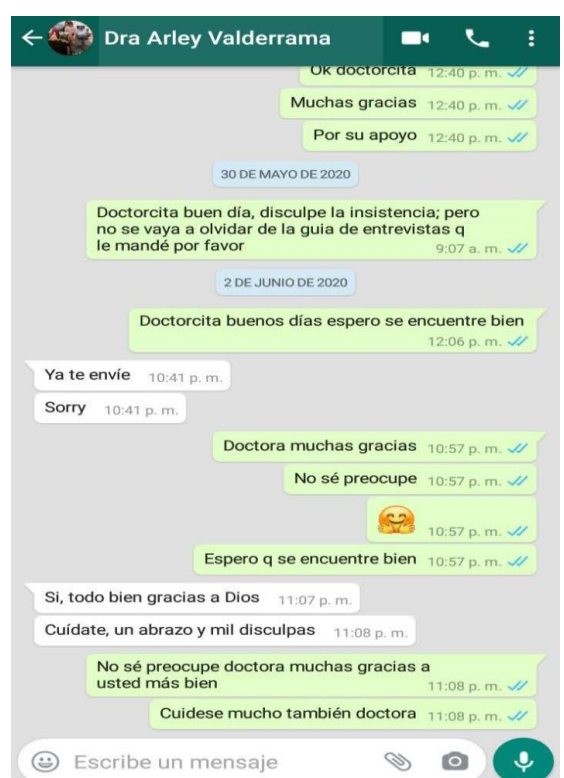 Dra Arley Valderrama
Ok doctorcita 12:40 p. m.
Muchas gracias 12:40 p. m.
Por su apoyo 12:40 p. m.
30 DE MAYO DE 2020
Doctorcita buen día, disculpe la insistencia; pero
no se vaya a olvidar de la guia de entrevistas q
le mandé por favor 9:07 a. m.
2 DE JUNIO DE 2020
Doctorcita buenos días espero se encuentre bien
12:06 p. m.
Ya te envíe 10:41 p. m.
Sorry 10:41 p. m.
Doctora muchas gracias 10:57 p. m.
No sé preocupe 10:57 p. m.
10:57 p. m.
Espero q se encuentre bien 10:57 p. m.
Si, todo bien gracias a Dios 11:07 p. m.
Cuídate, un abrazo y mil disculpas 11:08 p. m.
No sé preocupe doctora muchas gracias a
usted más bien 11:08 p. m.
Cuidese mucho también doctora 11:08 p. m.
Escribe un mensaje